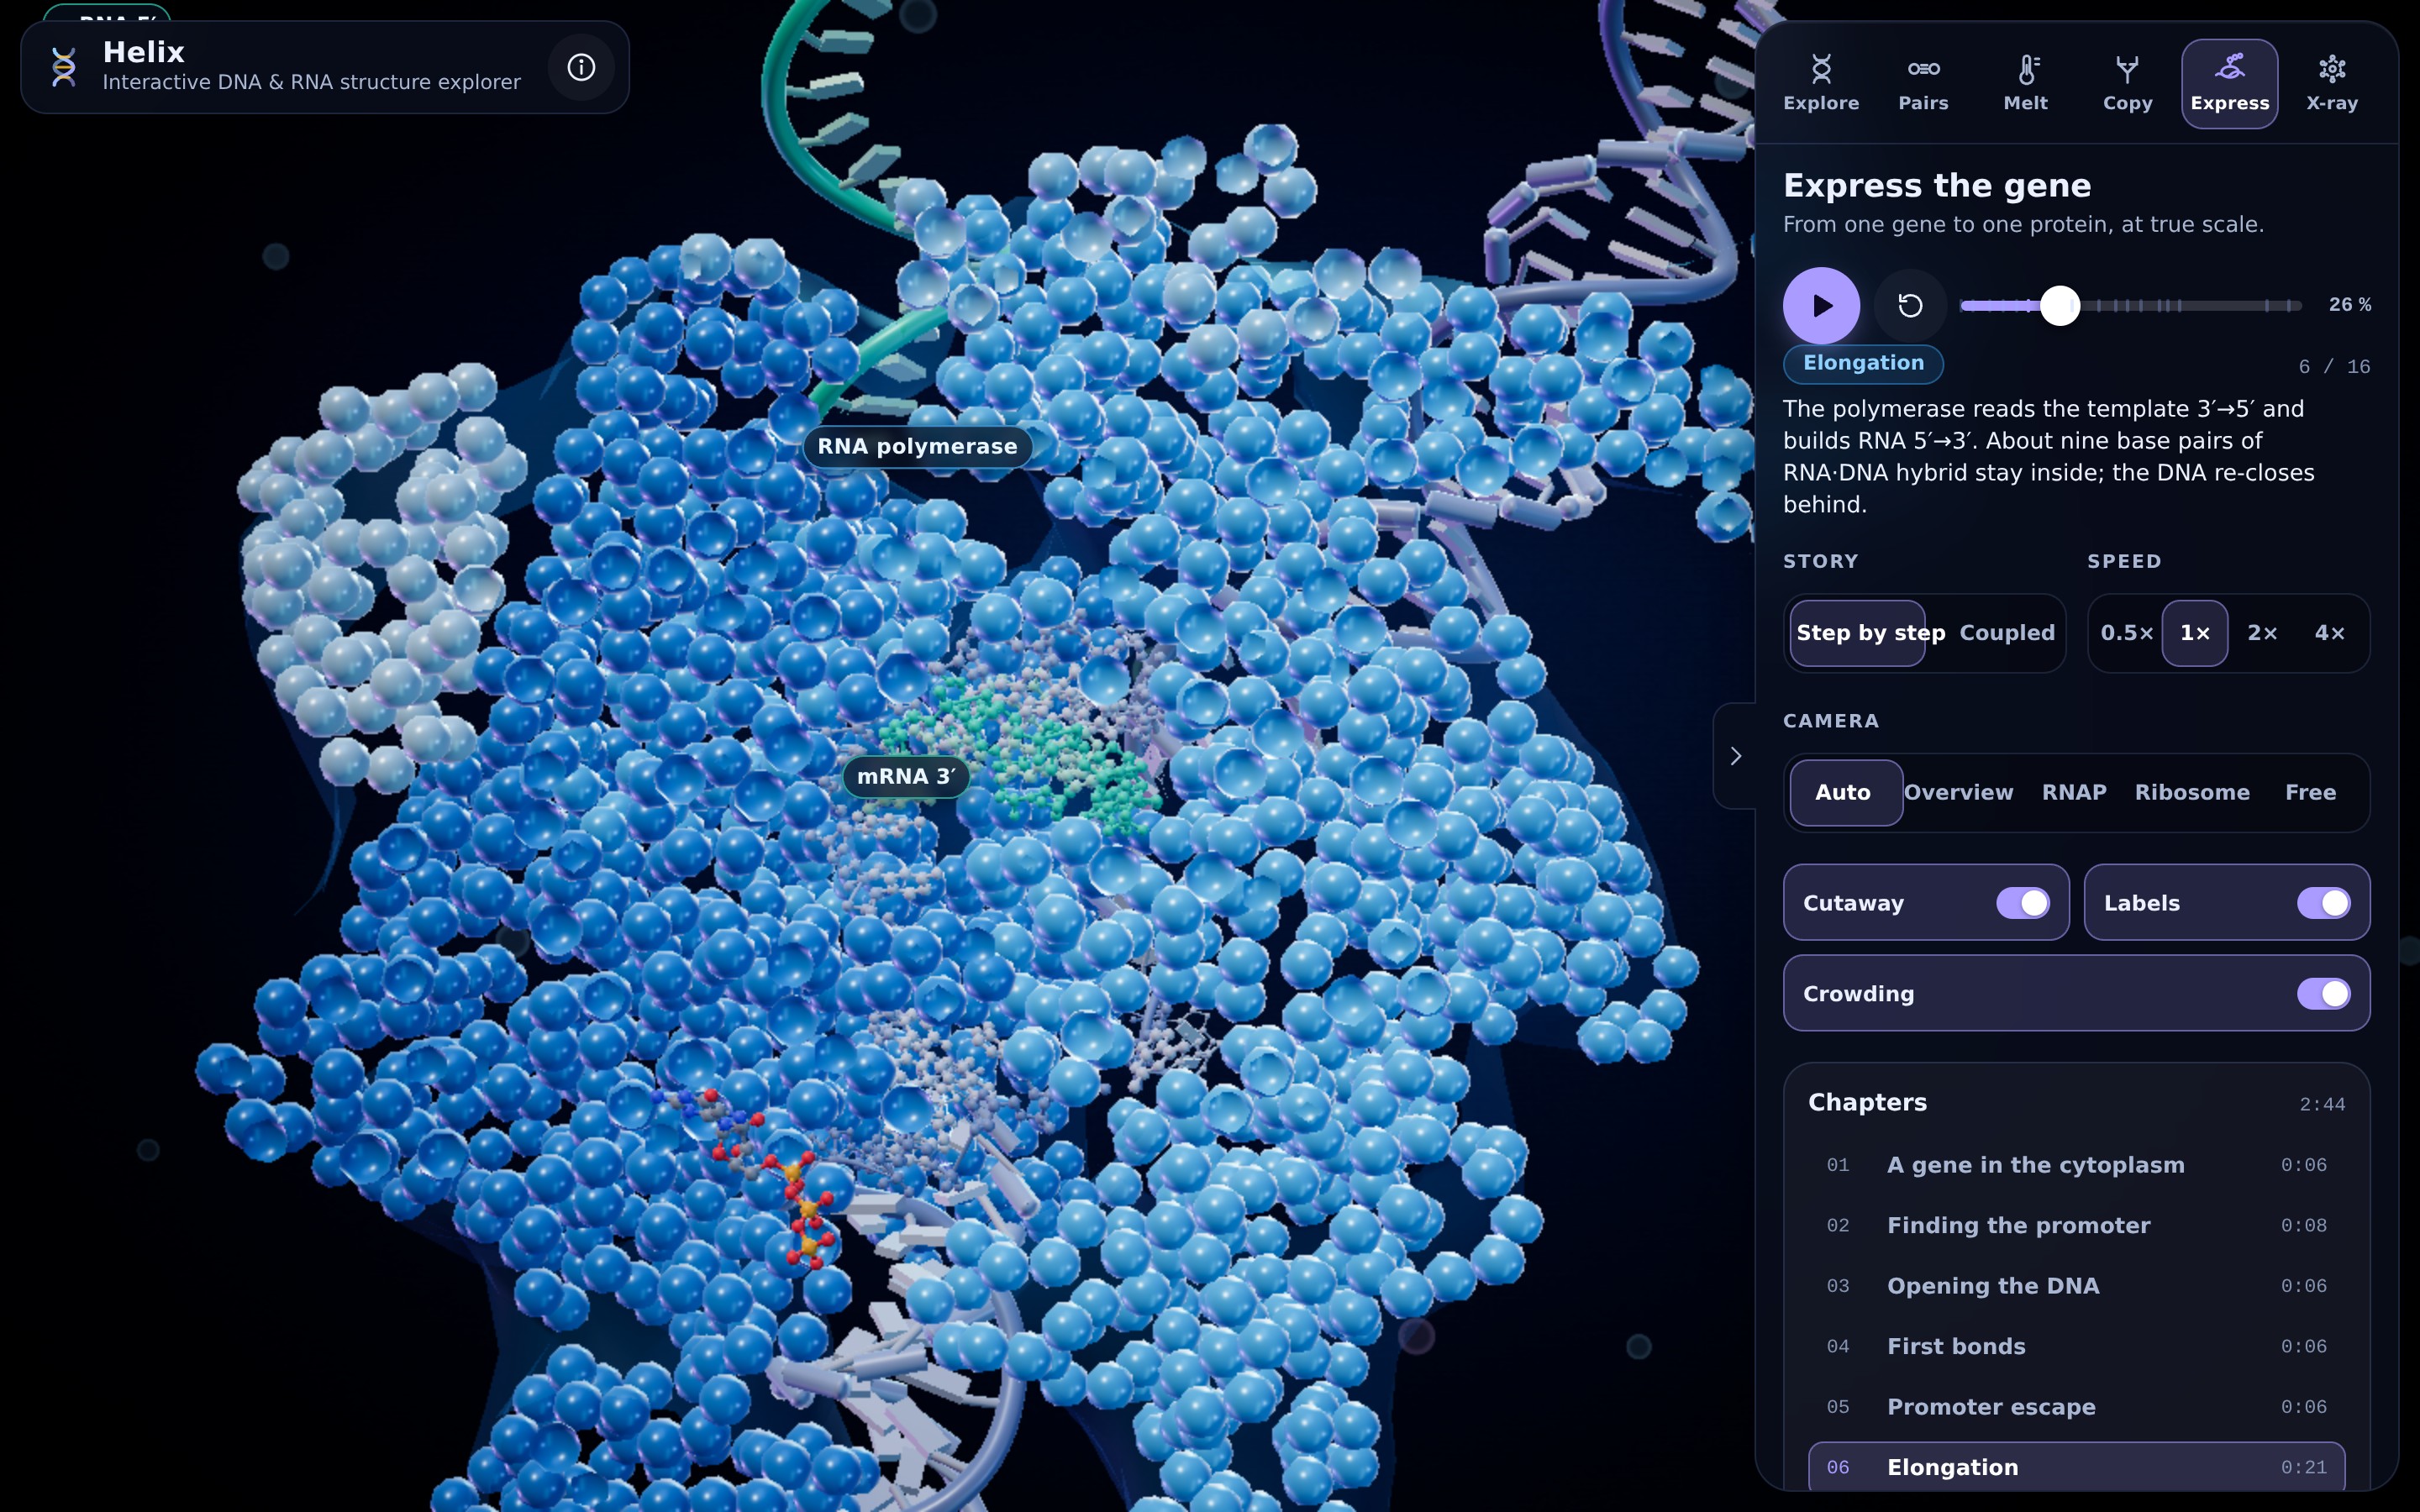 Helix
Interactive DNA & RNA structure explorer
RNA polymerase
mRNA 3′
Explore
Pairs
Melt
Copy
Express
X-ray
Express the gene
From one gene to one protein, at true scale.
26 %
Elongation
6 / 16
The polymerase reads the template 3′→5′ and
builds RNA 5′→3′. About nine base pairs of
RNA·DNA hybrid stay inside; the DNA re-closes
behind.
STORY
SPEED
Step by step
Coupled
0.5×
1×
2×
4×
CAMERA
Auto
Overview
RNAP
Ribosome
Free
Cutaway
Labels
Crowding
Chapters
2:44
01 A gene in the cytoplasm 0:06
02 Finding the promoter 0:08
03 Opening the DNA 0:06
04 First bonds 0:06
05 Promoter escape 0:06
06 Elongation 0:21